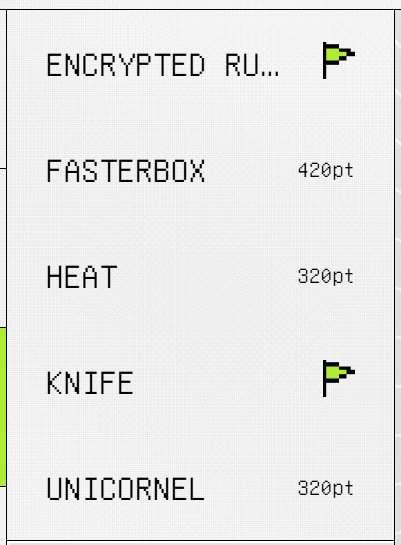 ENCRYPTED RU...
FASTERBOX 420pt
HEAT 320pt
KNIFE
UNICORNEL 320pt